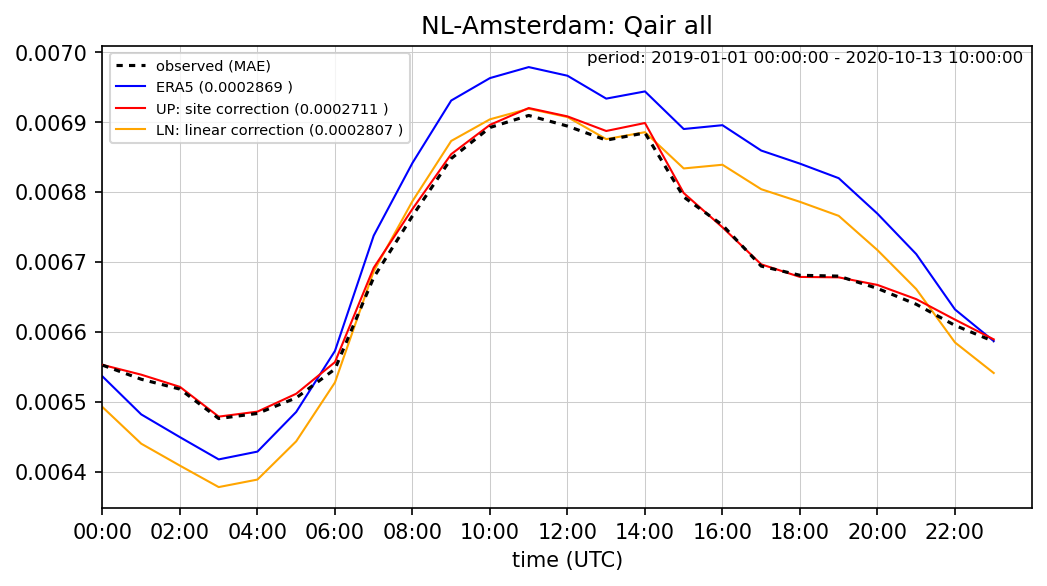 NL-Amsterdam: Qair all
period: 2019-01-01 00:00:00 - 2020-10-13 10:00:00
observed (MAE)
ERA5 (0.0002869 )
UP: site correction (0.0002711 )
LN: linear correction (0.0002807 )
0.0070
0.0069
0.0068
0.0067
0.0066
0.0065
0.0064
00:00 02:00 04:00 06:00 08:00 10:00 12:00 14:00 16:00 18:00 20:00 22:00
time (UTC)